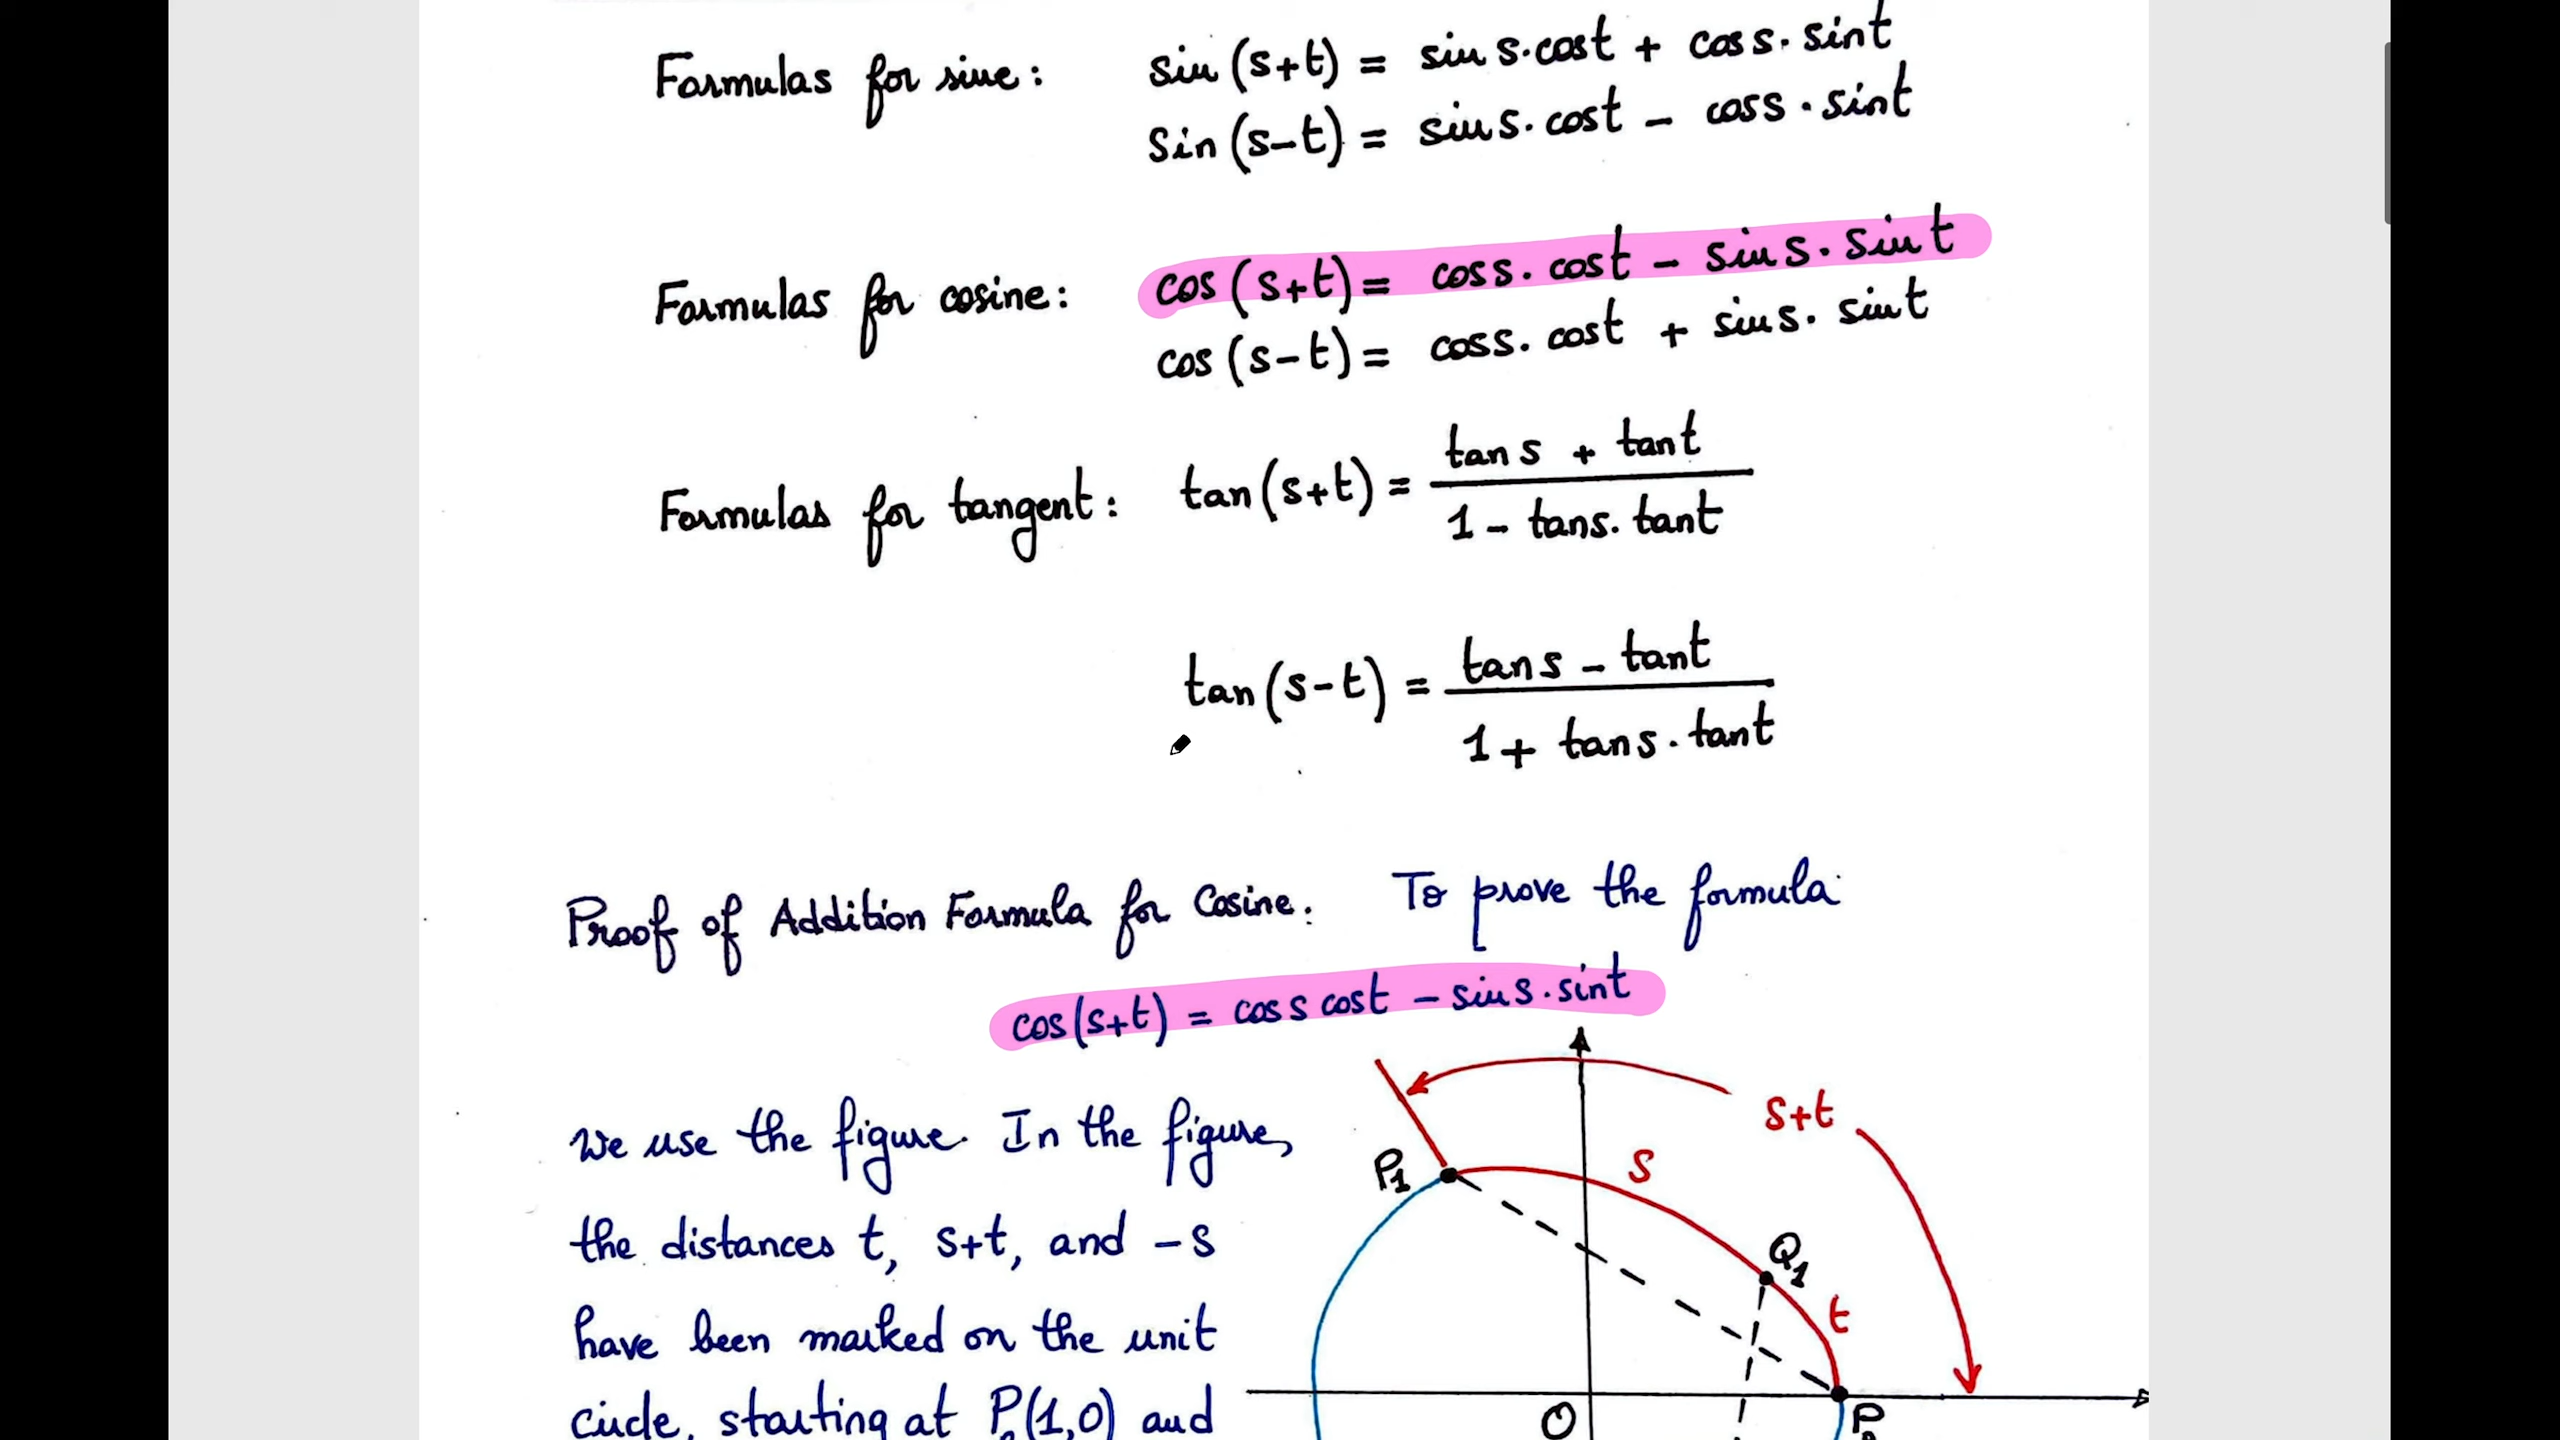 Formulas for sine: sin (s+t) = sin s . cos t + cos s . sin t
Sin (s-t) = sin s . cos t - cos s . sin t
Formulas for cosine: cos (s+t) = cos s . cos t - sin s . sin t
cos (s-t) = cos s . cos t + sin s . sin t
Formulas for tangent: tan (s+t) = tan s + tan t / 1 - tan s . tan t
tan (s-t) = tan s - tan t / 1 + tan s . tan t
Proof of Addition Formula for Cosine: To prove the formula
cos(s+t) = cos s cos t - sin s . sin t
We use the figure. In the figure,
the distances t, s+t, and -s
have been marked on the unit
circle, starting at P₀(1,0) and
s+t
s
P₁
Q₁
t
O
P₀